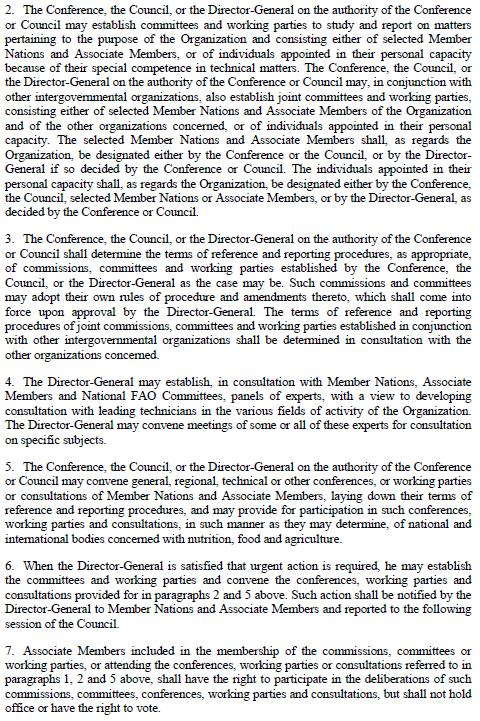 2. The Conference, the Council, or the Director-General on the authority of the Conference
or Council may establish committees and working parties to study and report on matters
pertaining to the purpose of the Organization and consisting either of selected Member
Nations and Associate Members, or of individuals appointed in their personal capacity
because of their special competence in technical matters. The Conference, the Council, or
the Director-General on the authority of the Conference or Council may, in conjunction with
other intergovernmental organizations, also establish joint committees and working parties,
consisting either of selected Member Nations and Associate Members of the Organization
and of the other organizations concerned, or of individuals appointed in their personal
capacity. The selected Member Nations and Associate Members shall, as regards the
Organization, be designated either by the Conference or the Council, or by the Director-
General if so decided by the Conference or Council. The individuals appointed in their
personal capacity shall, as regards the Organization, be designated either by the Conference,
the Council, selected Member Nations or Associate Members, or by the Director-General, as
decided by the Conference or Council.
3. The Conference, the Council, or the Director-General on the authority of the Conference
or Council shall determine the terms of reference and reporting procedures, as appropriate,
of commissions, committees and working parties established by the Conference, the
Council, or the Director-General as the case may be. Such commissions and committees
may adopt their own rules of procedure and amendments thereto, which shall come into
force upon approval by the Director-General. The terms of reference and reporting
procedures of joint commissions, committees and working parties established in conjunction
with other intergovernmental organizations shall be determined in consultation with the
other organizations concerned.
4. The Director-General may establish, in consultation with Member Nations, Associate
Members and National FAO Committees, panels of experts, with a view to developing
consultation with leading technicians in the various fields of activity of the Organization.
The Director-General may convene meetings of some or all of these experts for consultation
on specific subjects.
5. The Conference, the Council, or the Director-General on the authority of the Conference
or Council may convene general, regional, technical or other conferences, or working parties
or consultations of Member Nations and Associate Members, laying down their terms of
reference and reporting procedures, and may provide for participation in such conferences,
working parties and consultations, in such manner as they may determine, of national and
international bodies concerned with nutrition, food and agriculture.
6. When the Director-General is satisfied that urgent action is required, he may establish
the committees and working parties and convene the conferences, working parties and
consultations provided for in paragraphs 2 and 5 above. Such action shall be notified by the
Director-General to Member Nations and Associate Members and reported to the following
session of the Council.
7. Associate Members included in the membership of the commissions, committees or
working parties, or attending the conferences, working parties or consultations referred to in
paragraphs 1, 2 and 5 above, shall have the right to participate in the deliberations of such
commissions, committees, conferences, working parties and consultations, but shall not hold
office or have the right to vote.